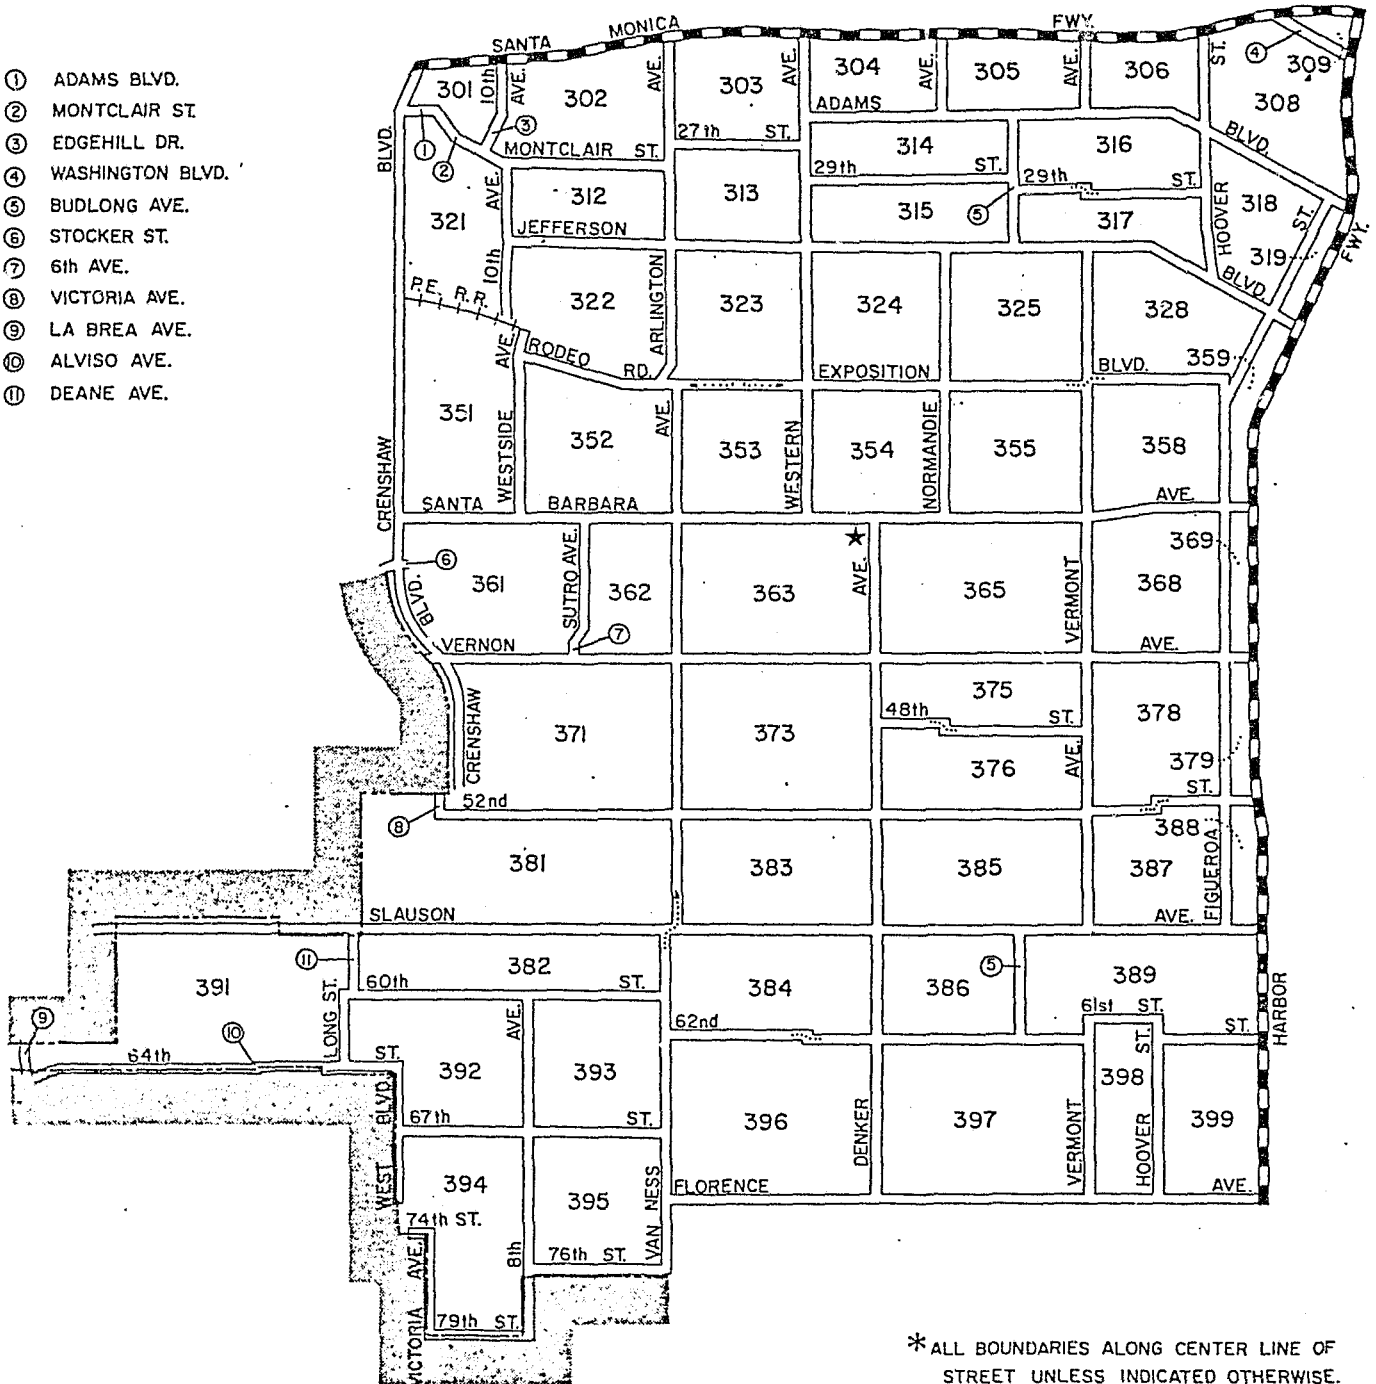 ① ADAMS BLVD.
② MONTCLAIR ST.
③ EDGEHILL DR.
④ WASHINGTON BLVD.
⑤ BUDLONG AVE.
⑥ STOCKER ST.
⑦ 6th AVE.
⑧ VICTORIA AVE.
⑨ LA BREA AVE.
⑩ ALVISO AVE.
⑪ DEANE AVE.
SANTA MONICA FWY.
301 10th AVE. 302 AVE. 303 AVE. 304 AVE. 305 AVE. 306 ST. ④ 309
308
ADAMS BLVD.
BLVD. ① ② ③ MONTCLAIR ST. 27th ST.
314 316
29th ST. 29th ST.
321 AVE. 312 313 315 ⑤ 317 HOOVER 318 ST.
JEFFERSON BLVD.
319 FWY.
10th
P.E. R.R.
322 ARLINGTON 323 324 325 328
AVE. RODEO RD. EXPOSITION BLVD. 359
351 WESTSIDE 352 AVE. 353 WESTERN 354 NORMANDIE 355 358
CRENSHAW
SANTA BARBARA AVE.
⑥ BLVD. 361 SUTRO AVE. 362 363 ★ AVE. 365 VERMONT 368 369
VERNON ⑦ AVE.
CRENSHAW 371 373 375 378
48th ST.
376 AVE. 379
⑧ 52nd ST.
381 383 385 387 388 FIGUEROA
SLAUSON AVE.
391 ⑪ 382 384 386 ⑤ 389 HARBOR
LONG ST. 60th ST. 62nd 61st ST. ST.
⑨ ⑩ 64th ST.
392 AVE. 393 398 ST.
WEST BLVD. 67th ST.
396 DENKER 397 VERMONT HOOVER 399
394 395 VAN NESS FLORENCE AVE.
74th ST.
VICTORIA AVE. 8th 76th ST.
79th ST.
*ALL BOUNDARIES ALONG CENTER LINE OF
STREET UNLESS INDICATED OTHERWISE.